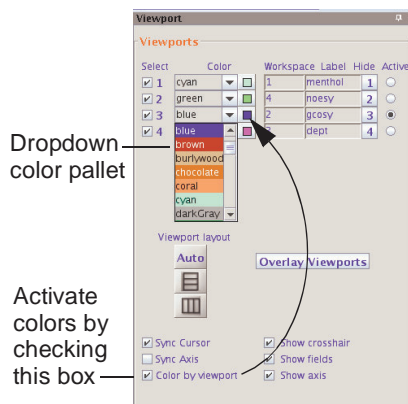 Viewport
Viewports
Select Color Workspace Label Hide Active
1 cyan 1 menthol 1
2 green 4 noesy 2
3 blue 2 gcosy 3
4 blue dept 4
brown
burlywood
chocolate
coral
cyan
darkGray
Dropdown
color pallet
Viewport layout
Auto
Overlay Viewports
Activate
colors by
checking
this box
Sync Cursor Show crosshair
Sync Axis Show fields
Color by viewport Show axis